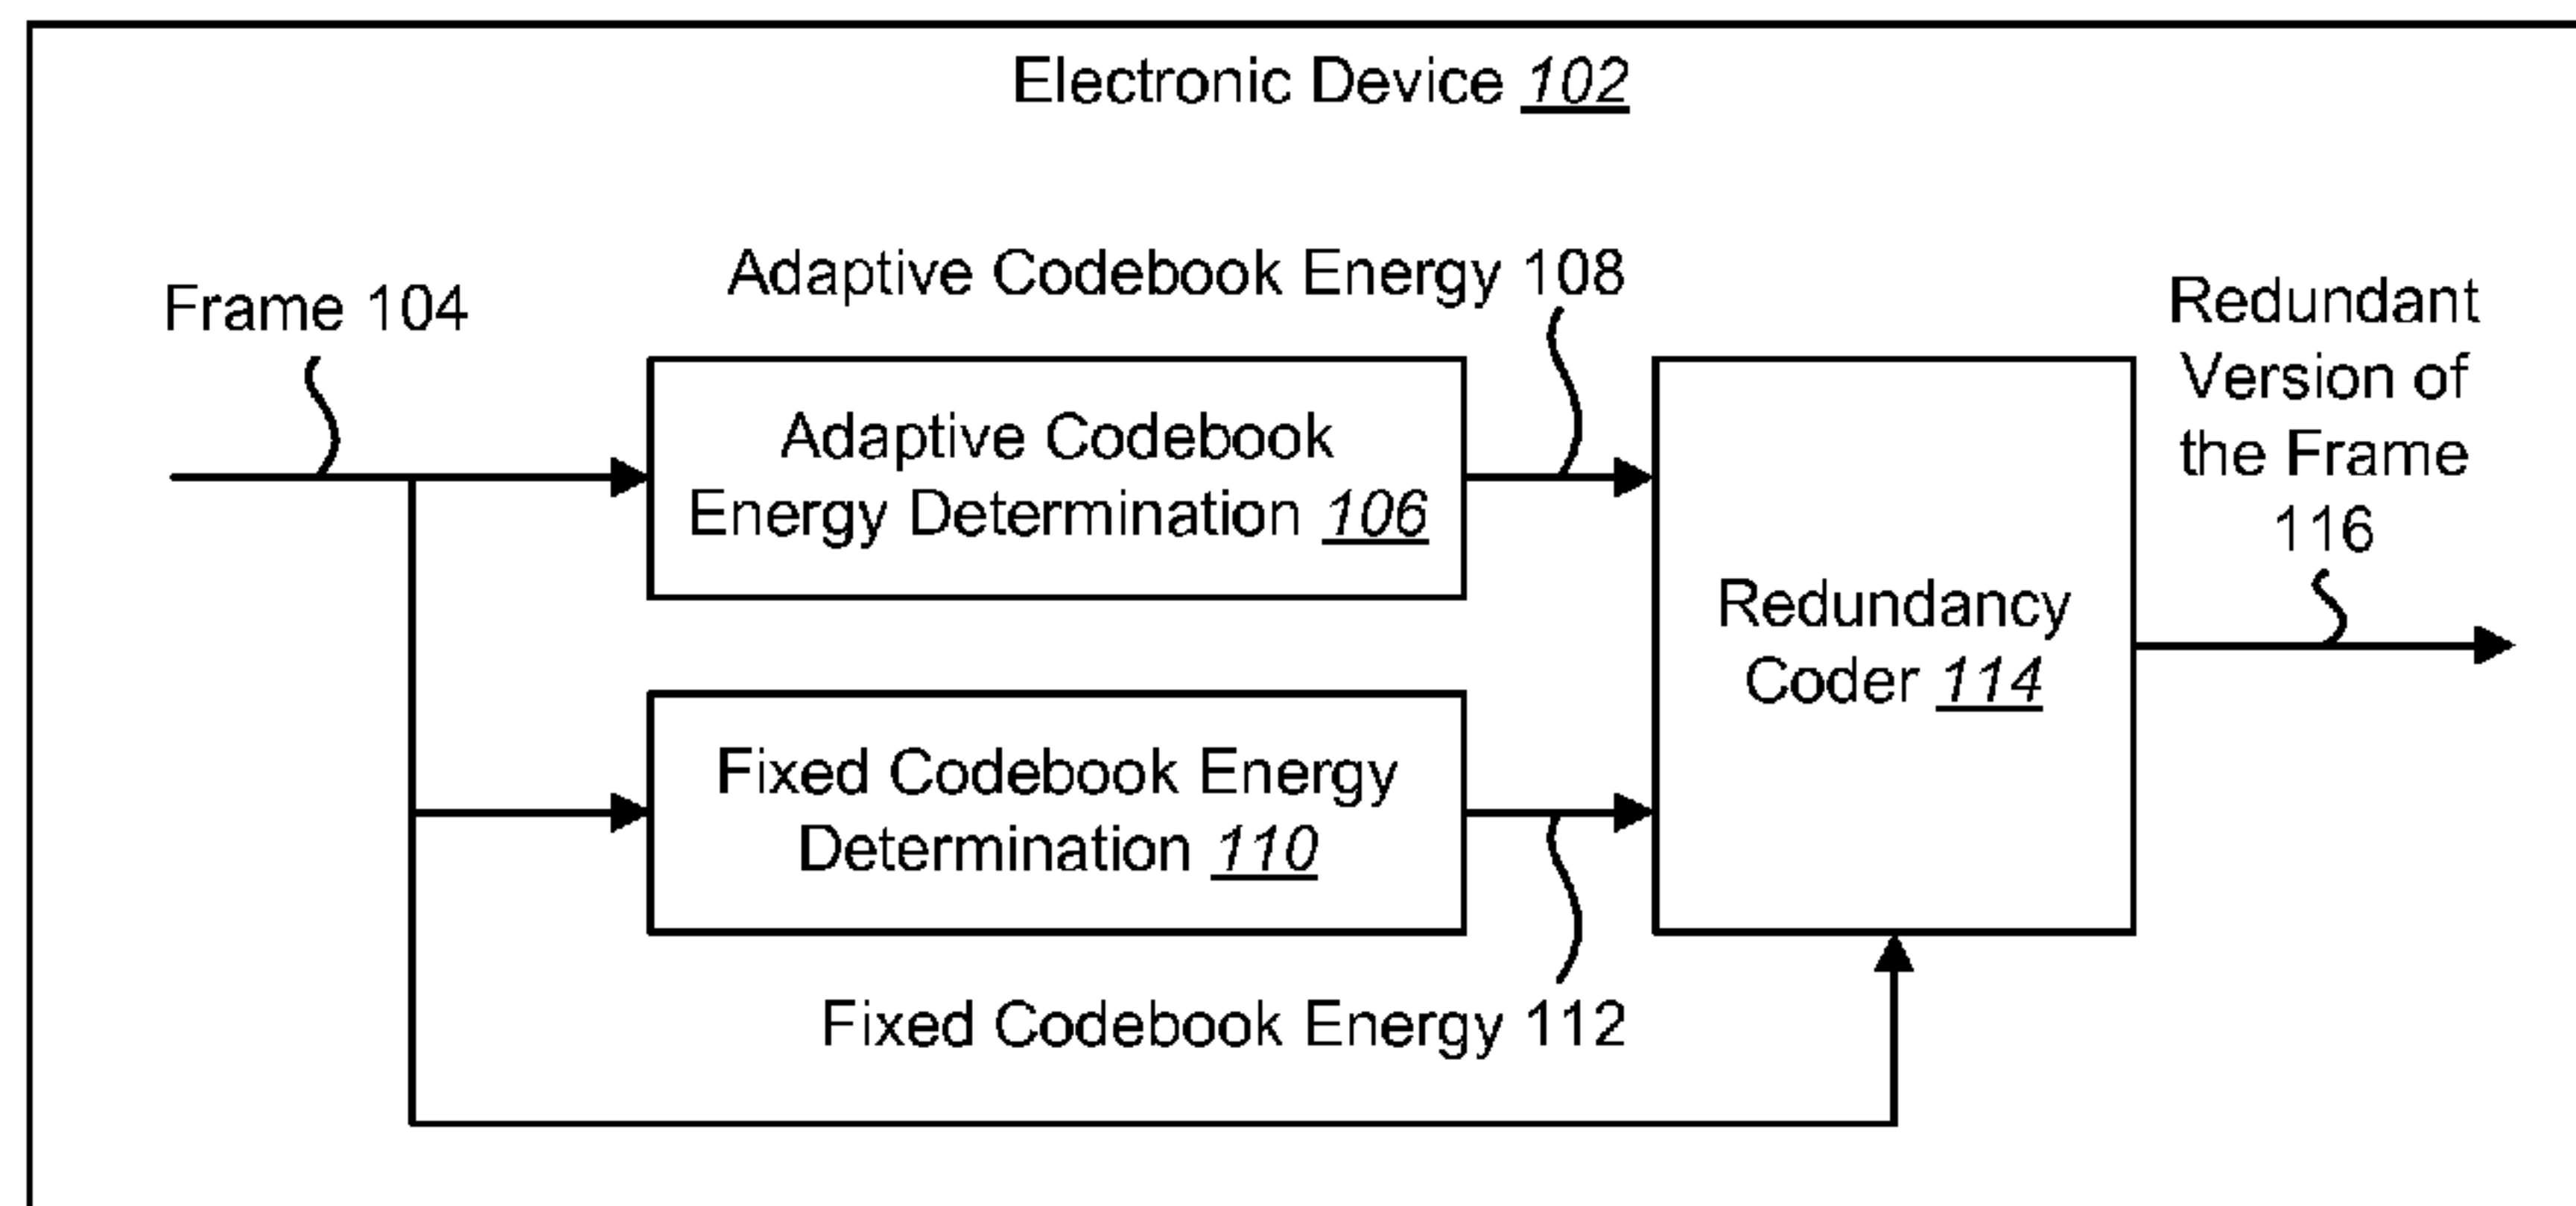 Electronic Device 102
Adaptive Codebook Energy 108
Frame 104
Redundant
Version of
the Frame
116
Adaptive Codebook
Energy Determination 106
Redundancy
Coder 114
Fixed Codebook Energy
Determination 110
Fixed Codebook Energy 112